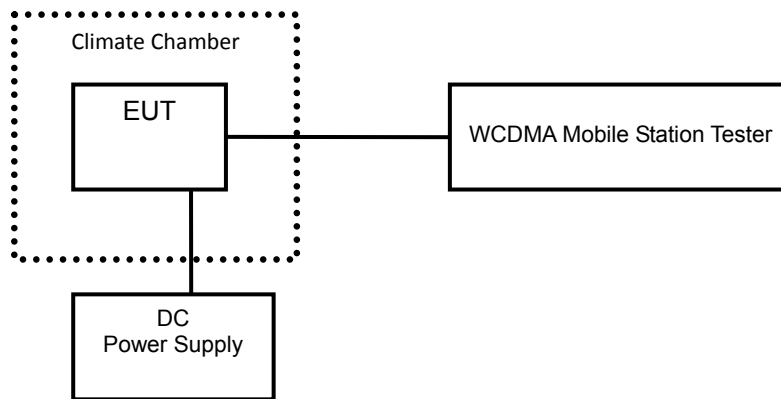 Climate Chamber
EUT
WCDMA Mobile Station Tester
DC
Power Supply